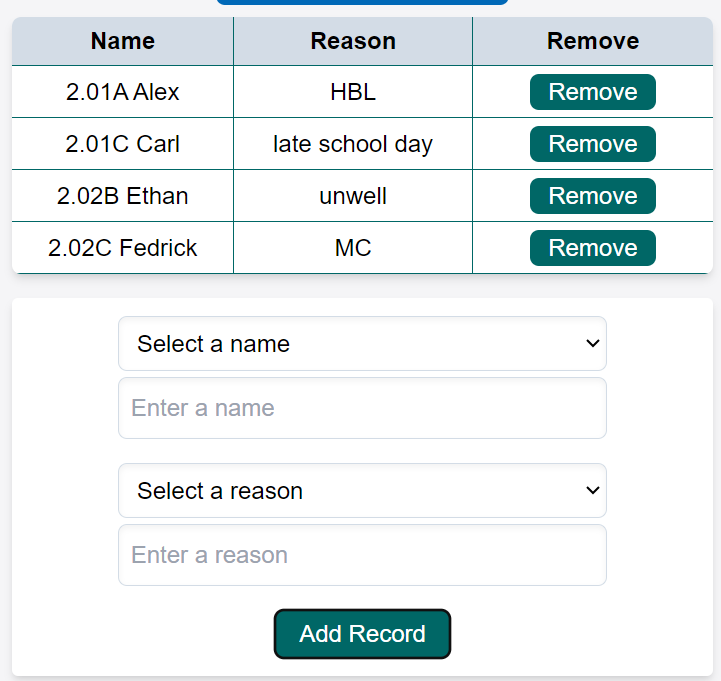 Name Reason Remove
2.01A Alex HBL Remove
2.01C Carl late school day Remove
2.02B Ethan unwell Remove
2.02C Fedrick MC Remove
Select a name
Enter a name
Select a reason
Enter a reason
Add Record